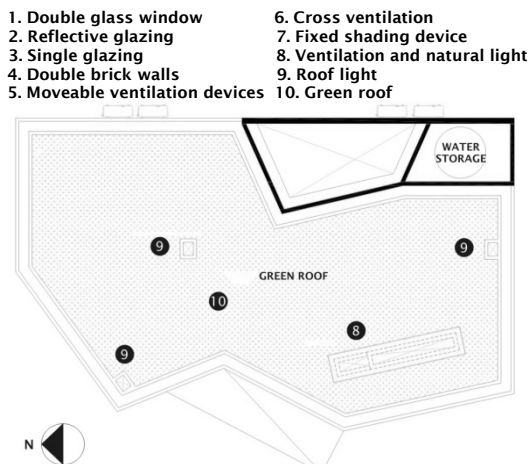 1. Double glass window
2. Reflective glazing
3. Single glazing
4. Double brick walls
5. Moveable ventilation devices
6. Cross ventilation
7. Fixed shading device
8. Ventilation and natural light
9. Roof light
10. Green roof
WATER
STORAGE
9
9
GREEN ROOF
10
8
9
N